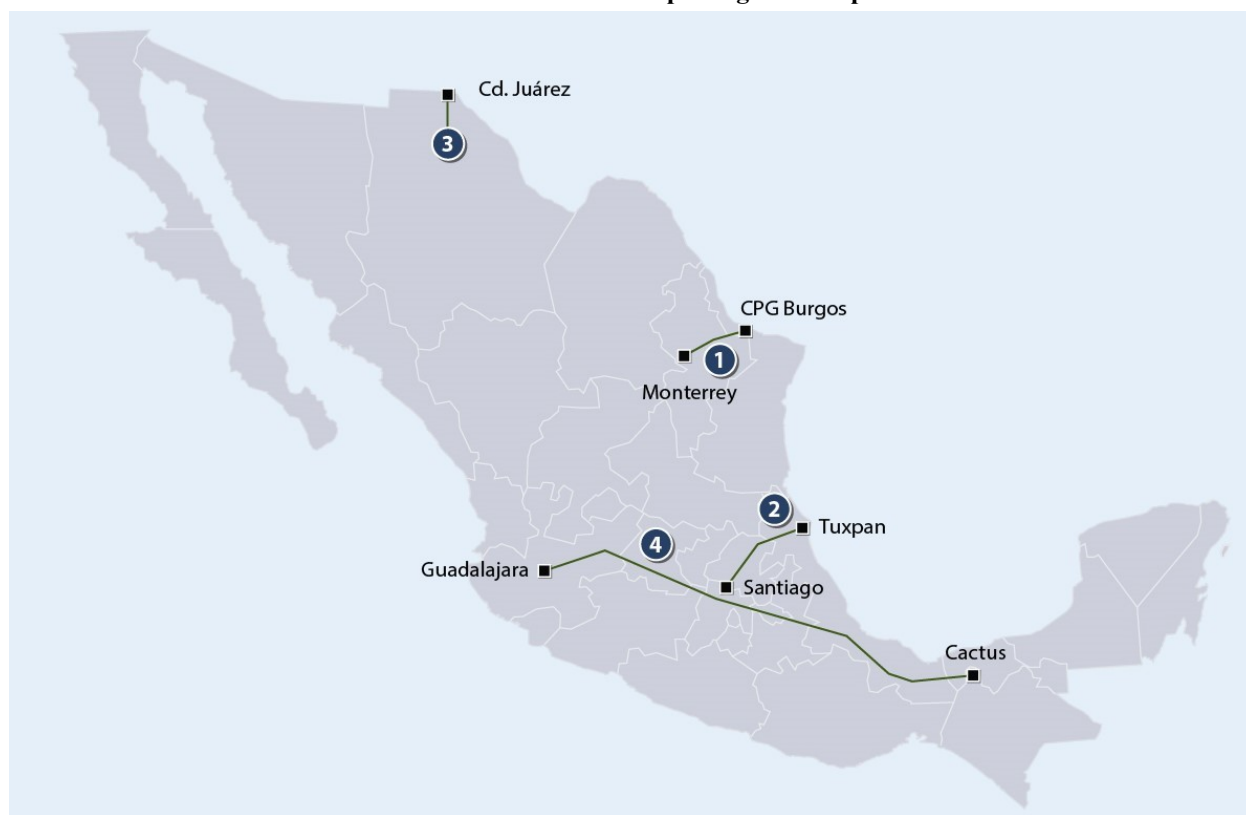 Cd. Juárez
3
CPG Burgos
1
Monterrey
2
Tuxpan
4
Guadalajara
Santiago
Cactus